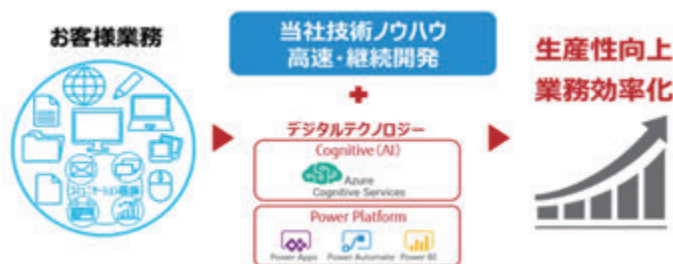 お客様業務
当社技術ノウハウ
高速・継続開発
デジタルテクノロジー
Cognitive(AI)
Azure
Cognitive Services
Power Platform
Power Apps
Power Automate
Power BI
生産性向上
業務効率化